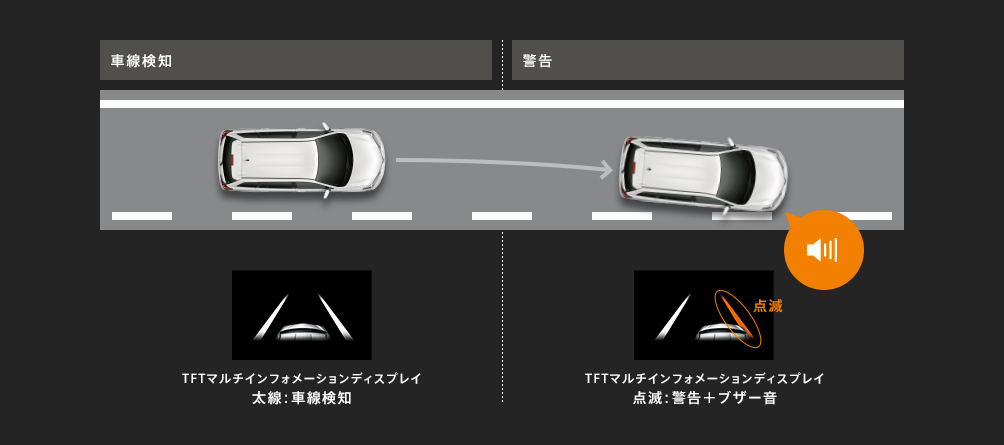 車線検知
警告
点滅
TFTマルチインフォメーションディスプレイ
太線：車線検知
TFTマルチインフォメーションディスプレイ
点滅：警告＋ブザー音